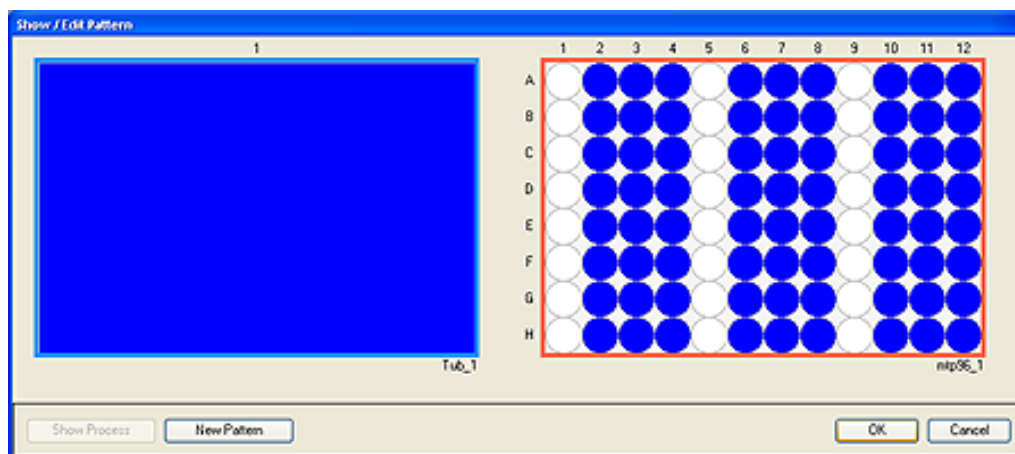 Show / Edit Pattern
1
1 2 3 4 5 6 7 8 9 10 11 12
A
B
C
D
E
F
G
H
Tub_1
mtp96_1
Show Process
New Pattern
OK
Cancel